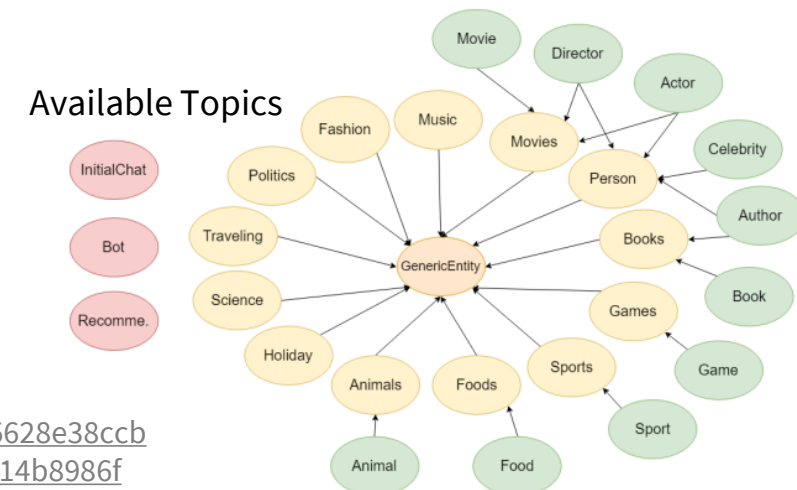 Available Topics
InitialChat
Bot
Recomme.
Movie
Director
Actor
Celebrity
Author
Book
Game
Sport
Food
Animal
Fashion
Music
Movies
Person
Books
Games
Sports
Foods
Animals
Holiday
Science
Traveling
Politics
GenericEntity
6628e38ccb
14b8986f